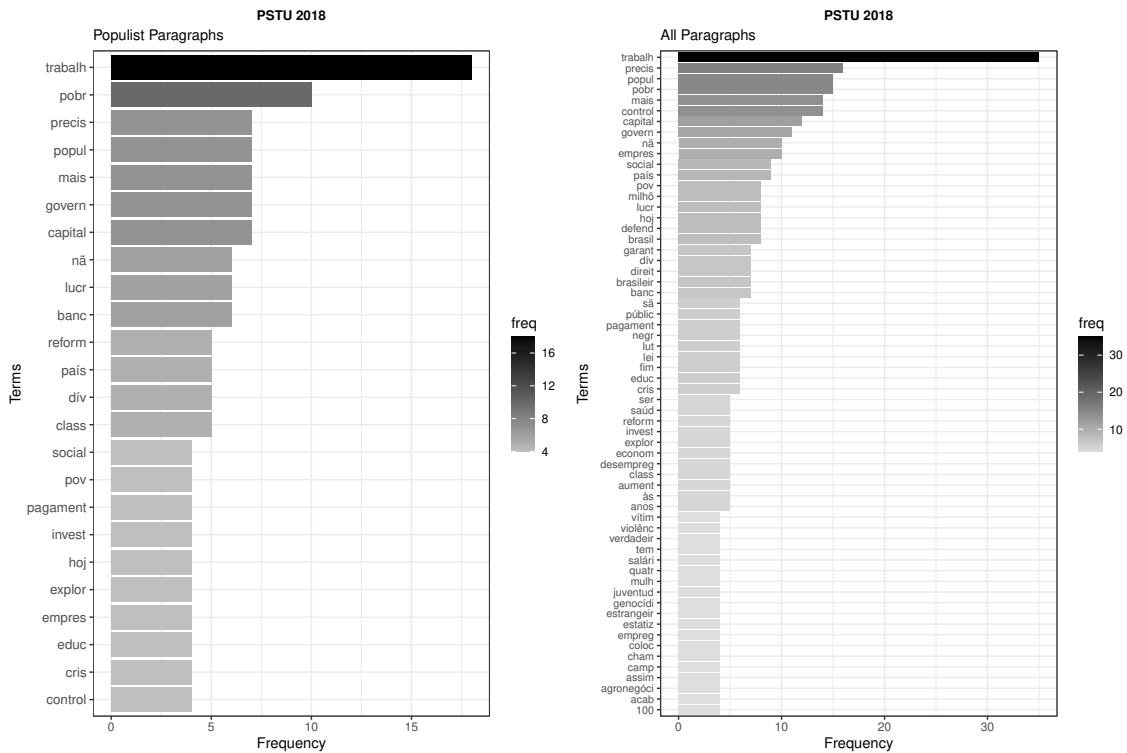 PSTU 2018
Populist Paragraphs
trabalh
pobr
precis
popul
mais
govern
capital
nã
lucr
banc
reform
país
dív
class
social
pov
pagament
invest
hoj
explor
empres
educ
cris
control
0
5
10
15
Frequency
Terms
freq
16
12
8
4
PSTU 2018
All Paragraphs
trabalh
precis
popul
pobr
mais
control
capital
govern
nã
empres
social
país
pov
milhõ
lucr
hoj
defend
brasil
garant
dív
direit
brasileir
banc
sã
públic
pagament
negr
lut
lei
fim
educ
cris
ser
saúd
reform
invest
explor
econom
desempreg
class
aument
às
anos
vítim
violênc
verdadeir
tem
salári
quatr
mulh
juventud
genocídi
estrangeir
estatiz
empreg
coloc
cham
camp
assim
agronegóci
acab
100
0
10
20
30
Frequency
Terms
freq
30
20
10